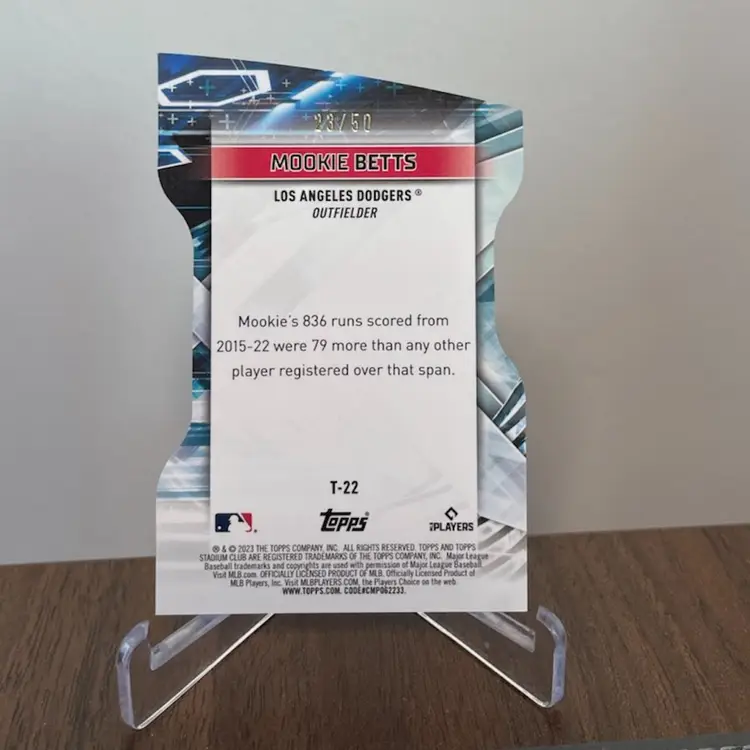 23/50
MOOKIE BETTS
LOS ANGELES DODGERS®
OUTFIELDER
Mookie's 836 runs scored from
2015-22 were 79 more than any other
player registered over that span.
T-22
Topps®
MLB PLAYERS
® & © 2023 THE TOPPS COMPANY, INC. ALL RIGHTS RESERVED. TOPPS AND TOPPS
STADIUM CLUB ARE REGISTERED TRADEMARKS OF THE TOPPS COMPANY, INC. Major League
Baseball trademarks and copyrights are used with permission of Major League Baseball.
Visit MLB.com. OFFICIALLY LICENSED PRODUCT OF MLB. Officially Licensed Product of
MLB Players, Inc. Visit MLBPLAYERS.COM, the Players Choice on the web.
WWW.TOPPS.COM. CODE#CMP062233.